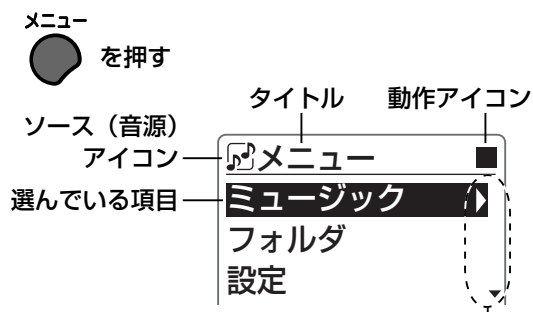 メニュー
を押す
タイトル 動作アイコン
ソース（音源）
アイコン
メニュー
選んでいる項目
ミュージック
フォルダ
設定